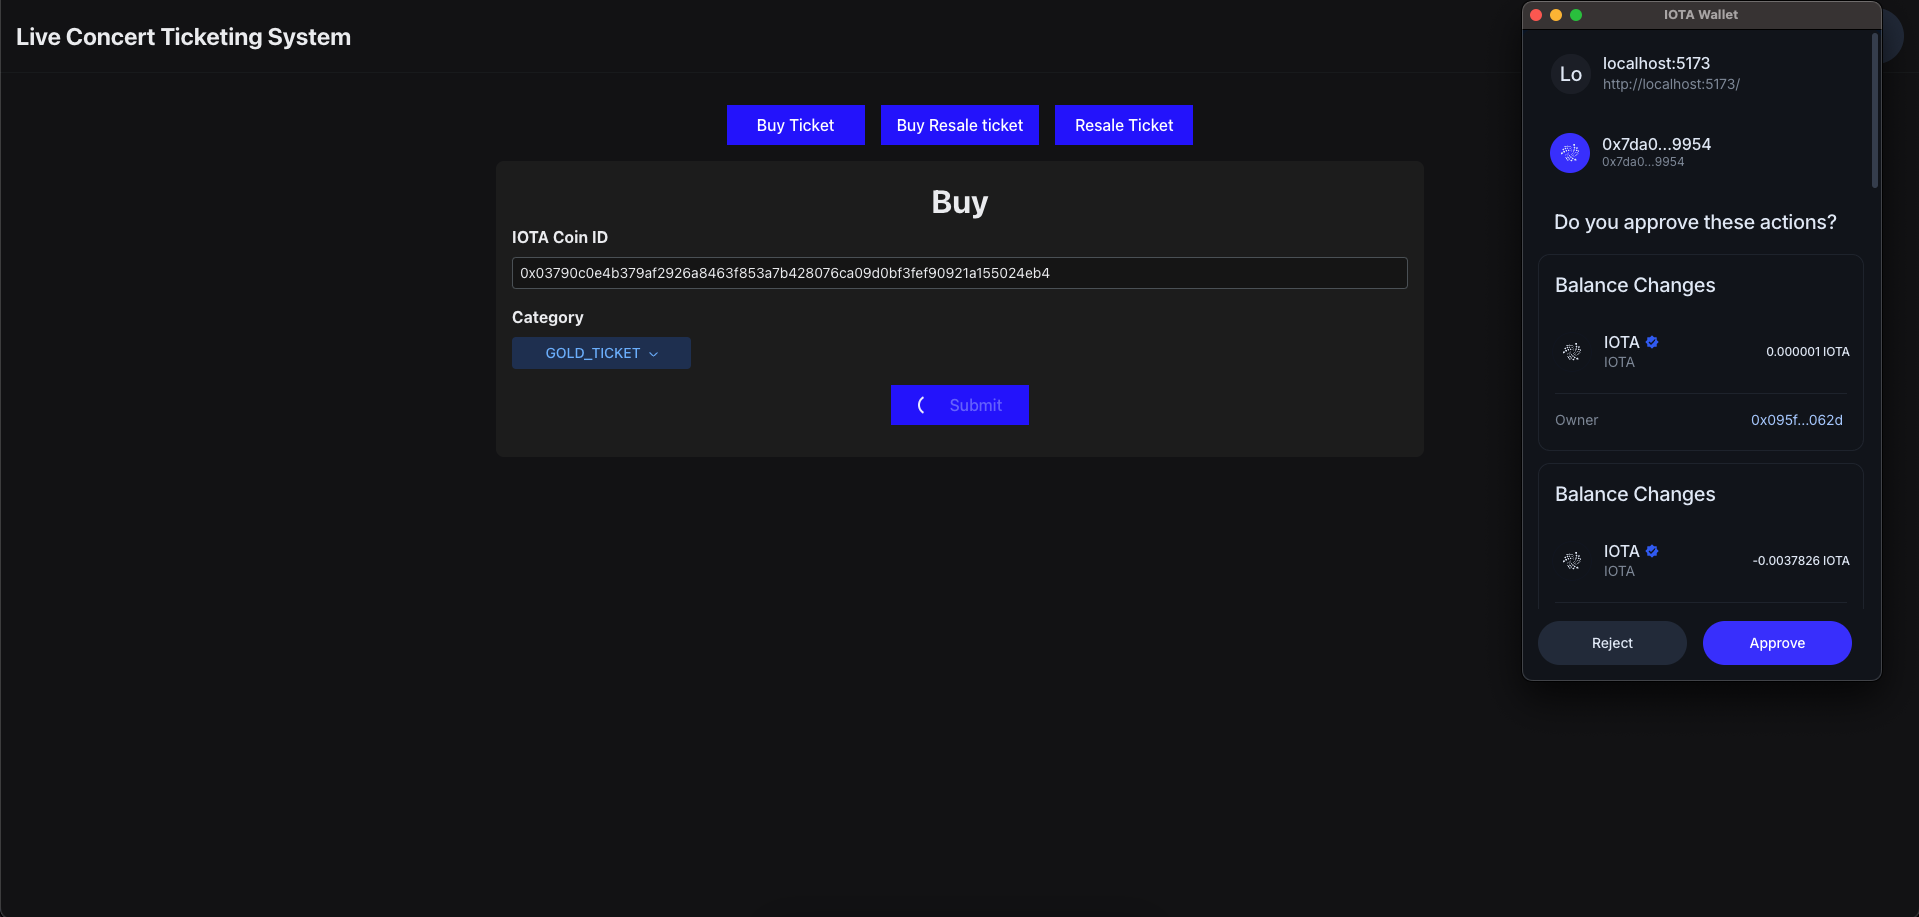 Live Concert Ticketing System
Buy Ticket
Buy Resale ticket
Resale Ticket
Buy
IOTA Coin ID
0x03790c0e4b379af2926a8463f853a7b428076ca09d0bf3fef90921a155024eb4
Category
GOLD_TICKET
Submit
IOTA Wallet
Lo
localhost:5173
http://localhost:5173/
0x7da0...9954
0x7da0...9954
Do you approve these actions?
Balance Changes
IOTA
0.000001 IOTA
IOTA
Owner
0x095f...062d
Balance Changes
IOTA
-0.0037826 IOTA
IOTA
Reject
Approve